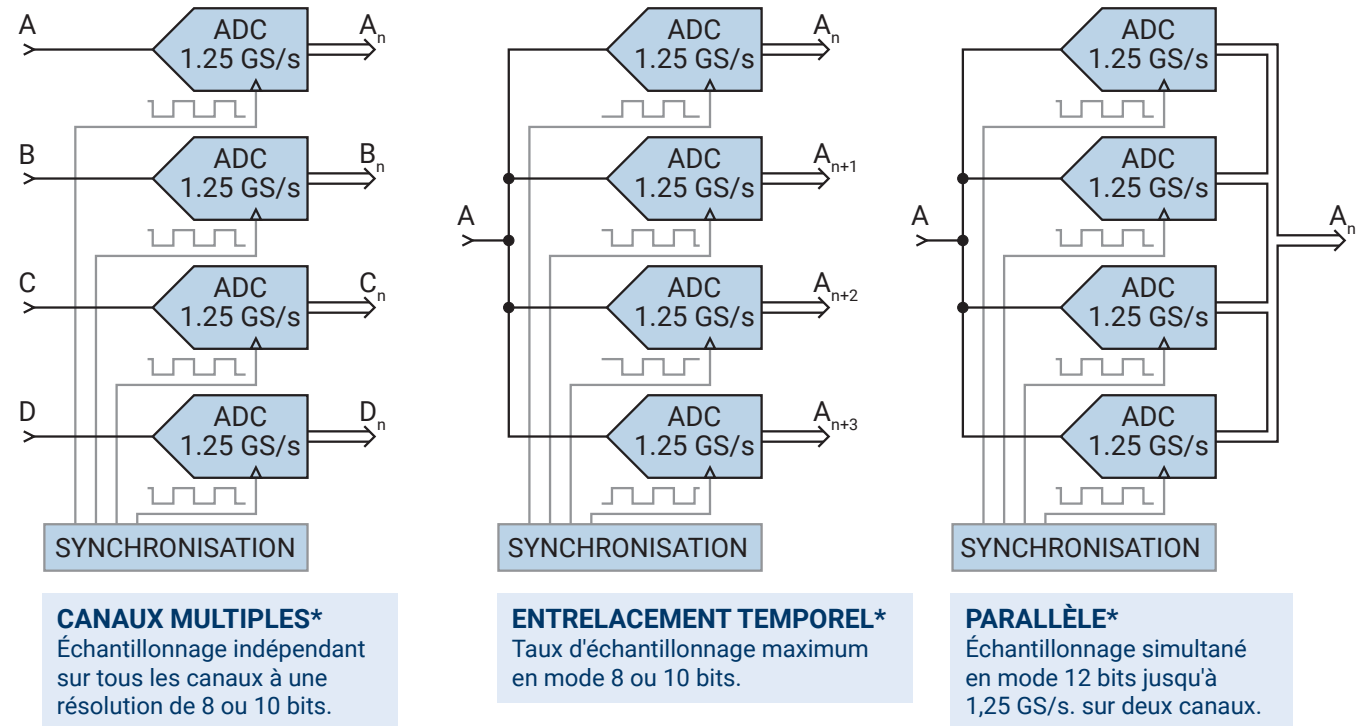 A
ADC
1.25 GS/s
An
B
ADC
1.25 GS/s
Bn
C
ADC
1.25 GS/s
Cn
D
ADC
1.25 GS/s
Dn
SYNCHRONISATION
CANAUX MULTIPLES*
Échantillonnage indépendant
sur tous les canaux à une
résolution de 8 ou 10 bits.
A
ADC
1.25 GS/s
An
ADC
1.25 GS/s
An+1
ADC
1.25 GS/s
An+2
ADC
1.25 GS/s
An+3
SYNCHRONISATION
ENTRELACEMENT TEMPOREL*
Taux d'échantillonnage maximum
en mode 8 ou 10 bits.
A
ADC
1.25 GS/s
ADC
1.25 GS/s
ADC
1.25 GS/s
ADC
1.25 GS/s
An
SYNCHRONISATION
PARALLÈLE*
Échantillonnage simultané
en mode 12 bits jusqu'à
1,25 GS/s. sur deux canaux.